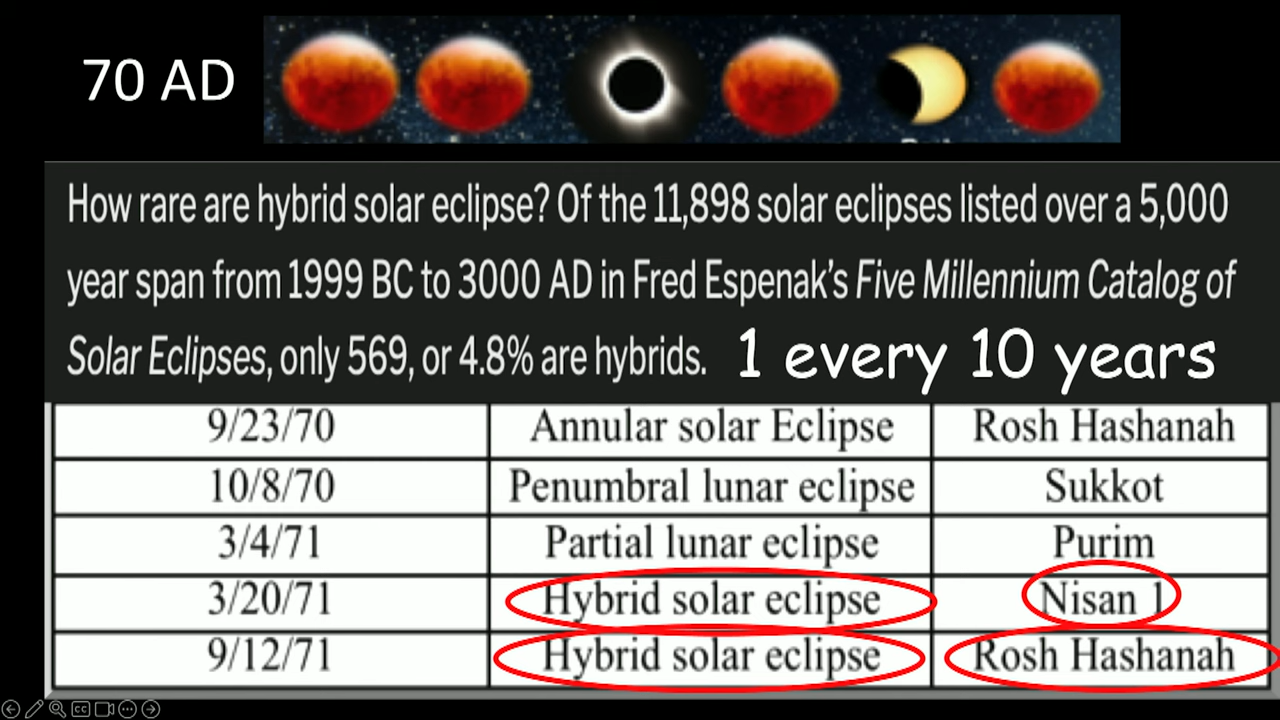 70 AD
How rare are hybrid solar eclipse? Of the 11,898 solar eclipses listed over a 5,000
year span from 1999 BC to 3000 AD in Fred Espenak's Five Millennium Catalog of
Solar Eclipses, only 569, or 4.8% are hybrids. 1 every 10 years
9/23/70 Annular solar Eclipse Rosh Hashanah
10/8/70 Penumbral lunar eclipse Sukkot
3/4/71 Partial lunar eclipse Purim
3/20/71 Hybrid solar eclipse Nisan 1
9/12/71 Hybrid solar eclipse Rosh Hashanah